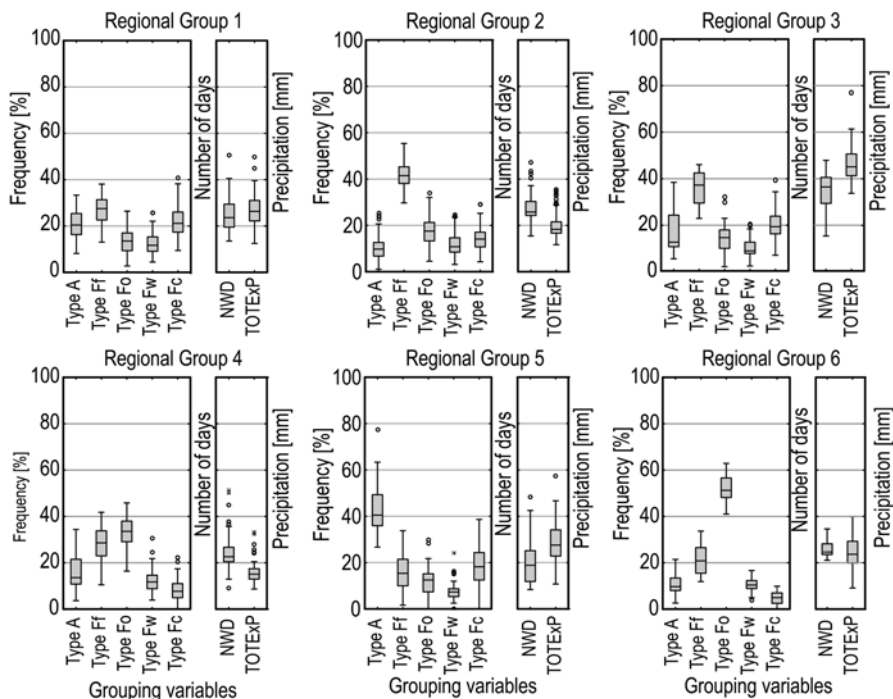 Regional Group 1
Regional Group 2
Regional Group 3
Frequency [%]
100
80
60
40
20
0
Type A
Type Ff
Type Fo
Type Fw
Type Fc
Number of days
NWD
TOTExP
Precipitation [mm]
Frequency [%]
100
80
60
40
20
0
Type A
Type Ff
Type Fo
Type Fw
Type Fc
Number of days
NWD
TOTExP
Precipitation [mm]
Frequency [%]
100
80
60
40
20
0
Type A
Type Ff
Type Fo
Type Fw
Type Fc
Number of days
NWD
TOTExP
Precipitation [mm]
Regional Group 4
Regional Group 5
Regional Group 6
Frequency [%]
100
80
60
40
20
0
Type A
Type Ff
Type Fo
Type Fw
Type Fc
Number of days
NWD
TOTExP
Precipitation [mm]
Grouping variables
Frequency [%]
100
80
60
40
20
0
Type A
Type Ff
Type Fo
Type Fw
Type Fc
Number of days
NWD
TOTExP
Precipitation [mm]
Grouping variables
Frequency [%]
100
80
60
40
20
0
Type A
Type Ff
Type Fo
Type Fw
Type Fc
Number of days
NWD
TOTExP
Precipitation [mm]
Grouping variables